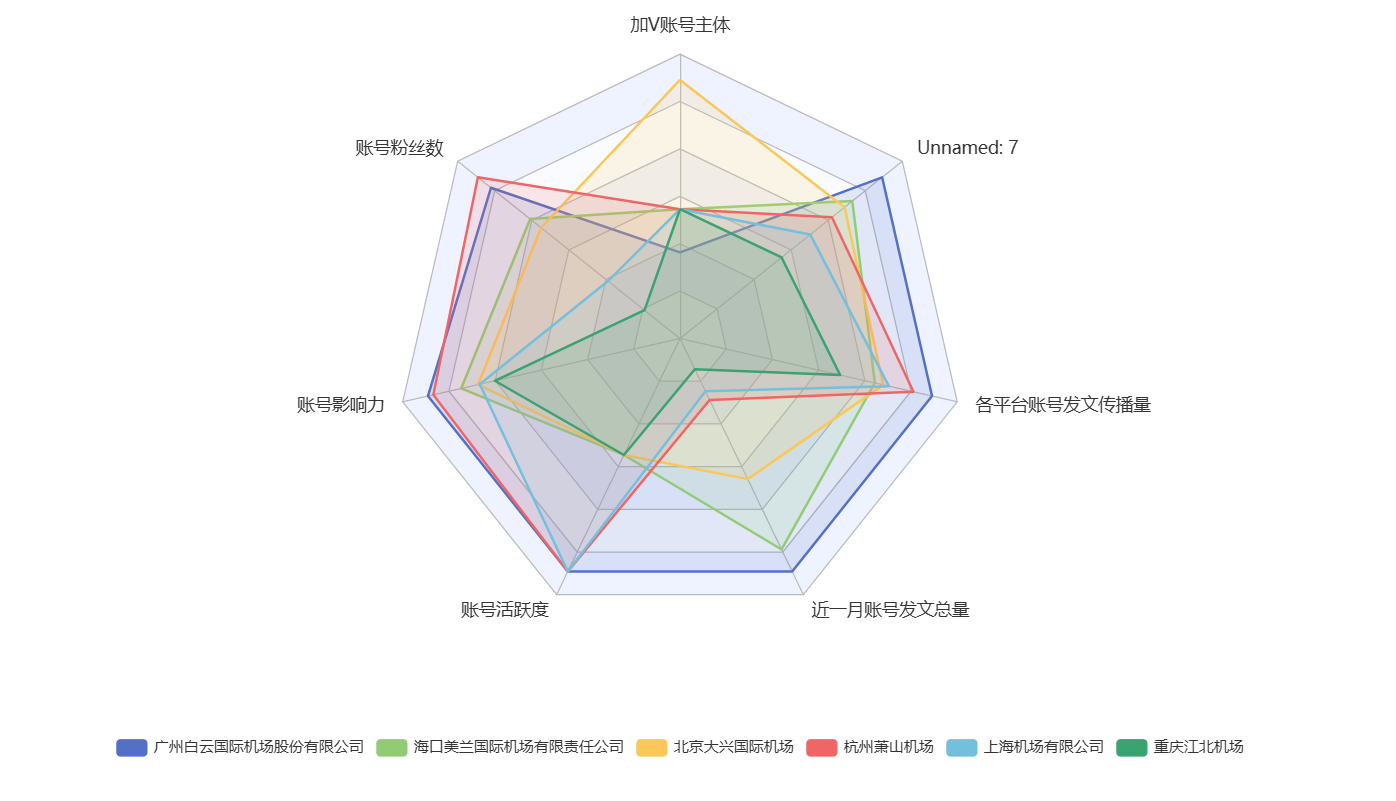 加V账号主体
账号粉丝数
Unnamed: 7
账号影响力
各平台账号发文传播量
账号活跃度
近一月账号发文总量
广州白云国际机场股份有限公司 海口美兰国际机场有限责任公司 北京大兴国际机场 杭州萧山机场 上海机场有限公司 重庆江北机场